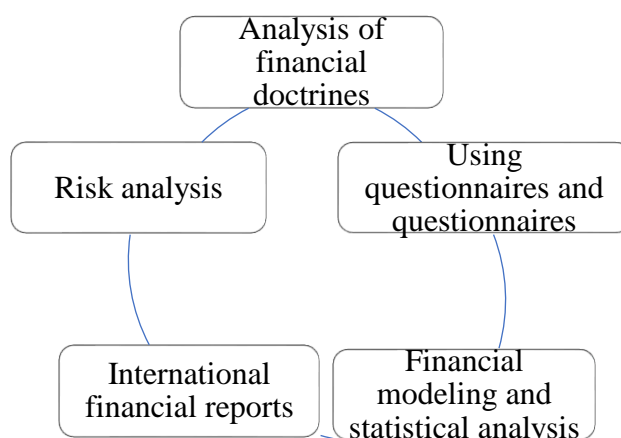 Analysis of
financial
doctrines
Using
questionnaires and
questionnaires
Financial
modeling and
statistical analysis
International
financial reports
Risk analysis